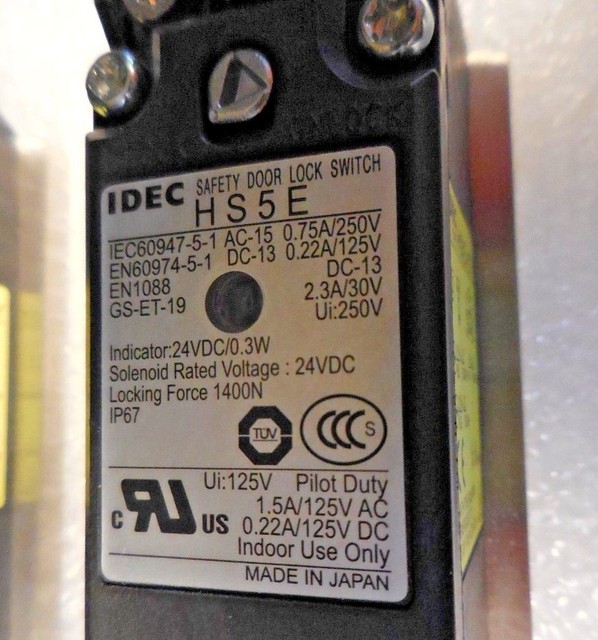 UNLOCK
IDEC SAFETY DOOR LOCK SWITCH
HS5E
IEC60947-5-1 AC-15 0.75A/250V
EN60974-5-1 DC-13 0.22A/125V
EN1088 DC-13
GS-ET-19 2.3A/30V
Ui:250V
Indicator:24VDC/0.3W
Solenoid Rated Voltage : 24VDC
Locking Force 1400N
IP67
TÜV CCC S
Ui:125V Pilot Duty
1.5A/125V AC
C RU US 0.22A/125V DC
Indoor Use Only
MADE IN JAPAN